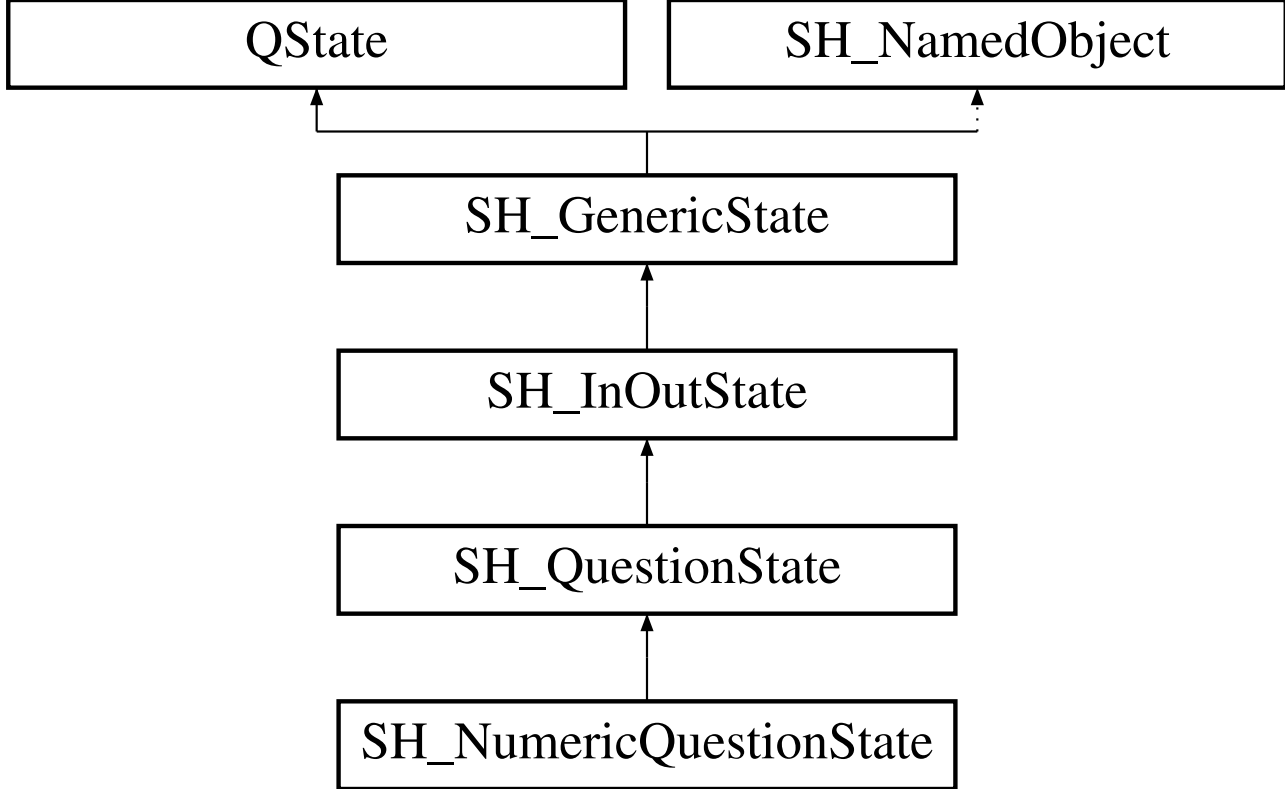 QState
SH_NamedObject
SH_GenericState
SH_InOutState
SH_QuestionState
SH_NumericQuestionState